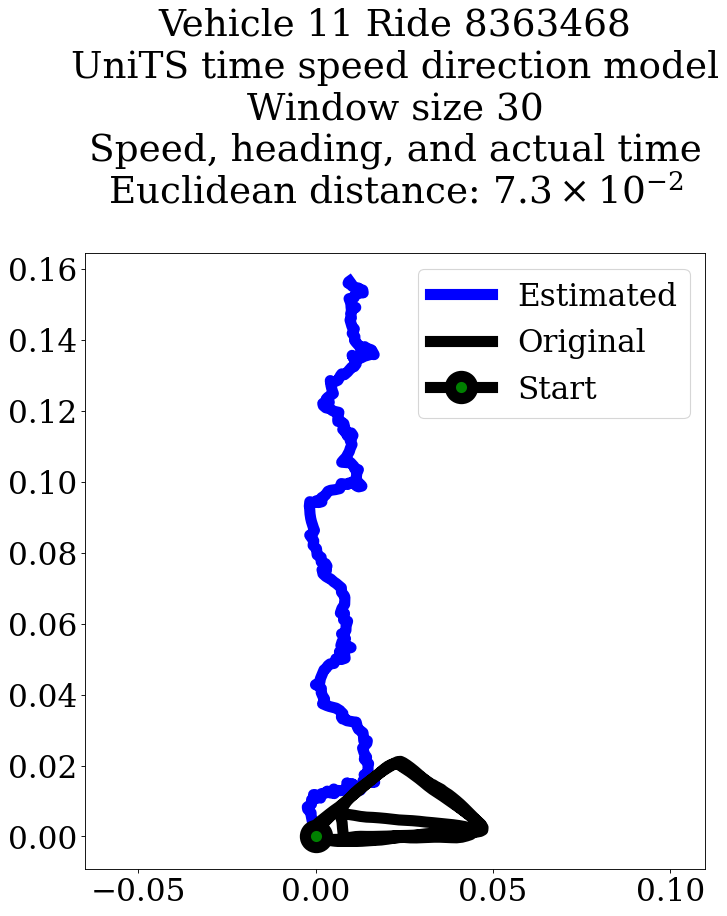 Vehicle 11 Ride 8363468
UniTS time speed direction model
Window size 30
Speed, heading, and actual time
Euclidean distance: 7.3 × 10⁻²
0.16
0.14
0.12
0.10
0.08
0.06
0.04
0.02
0.00
Estimated
Original
Start
−0.05
0.00
0.05
0.10